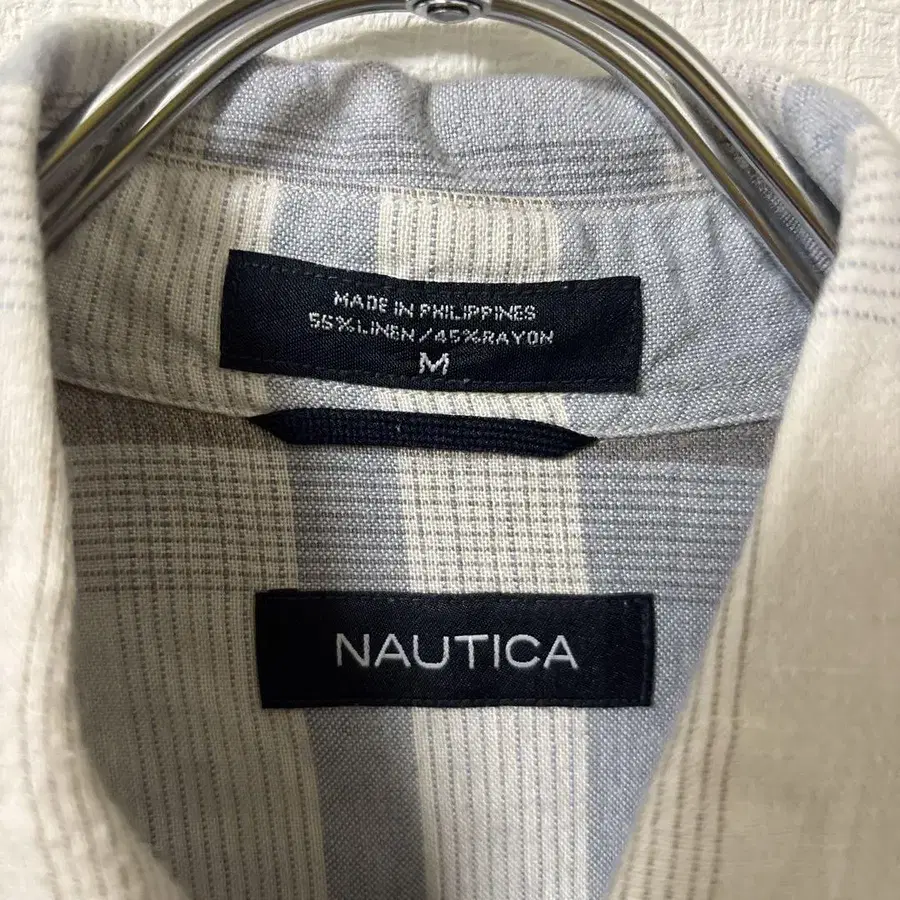 MADE IN PHILIPPINES
55%LINEN/45%RAYON
M
NAUTICA